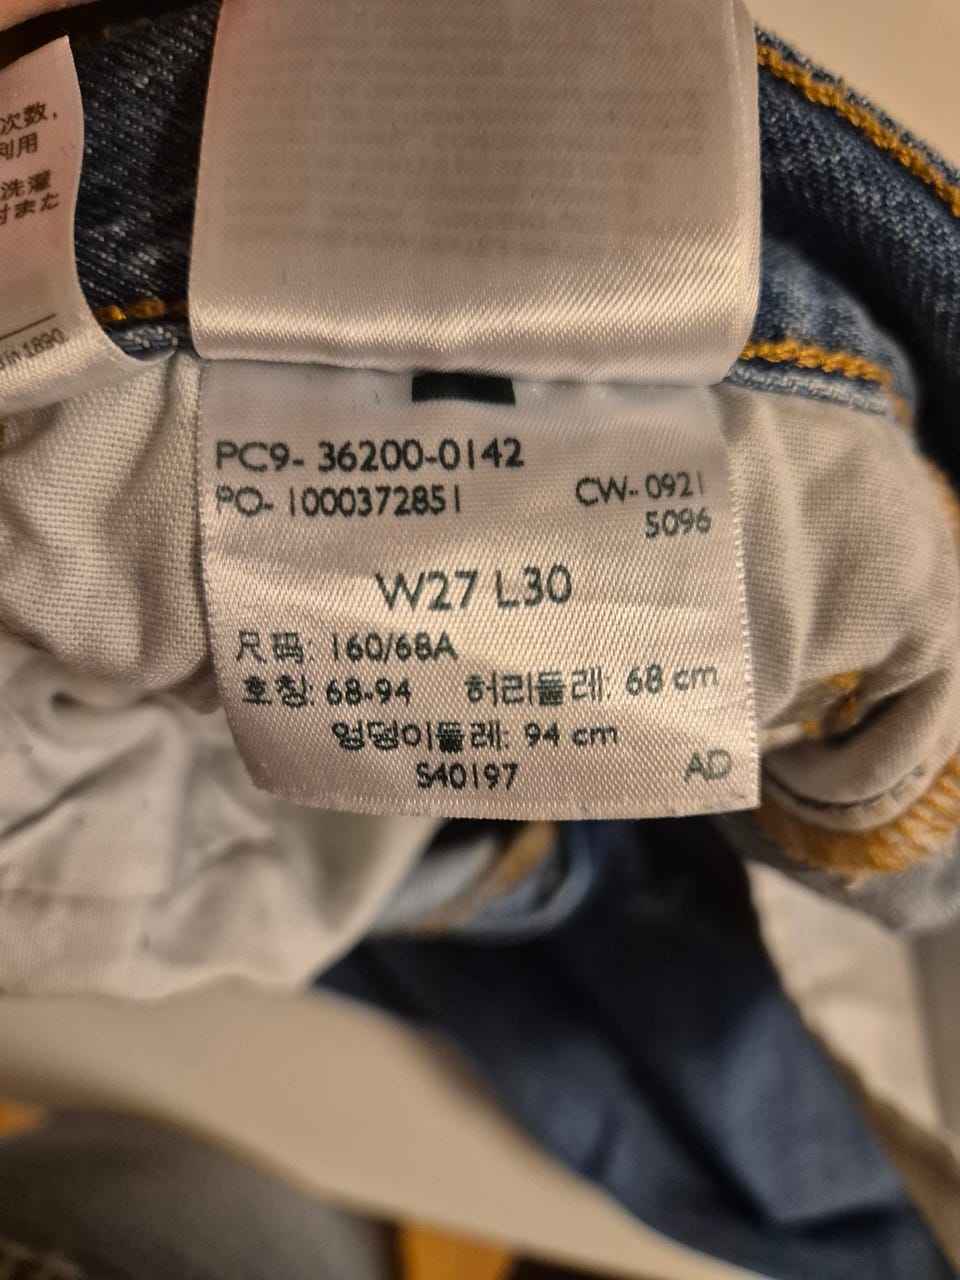 次数,
利用
洗濯
また
in 1890.
PC9- 36200-0142
PO- 1000372851
CW- 0921
5096
W27 L30
尺码: 160/68A
호칭: 68-94 허리둘레: 68 cm
엉덩이둘레: 94 cm
S40197
AD